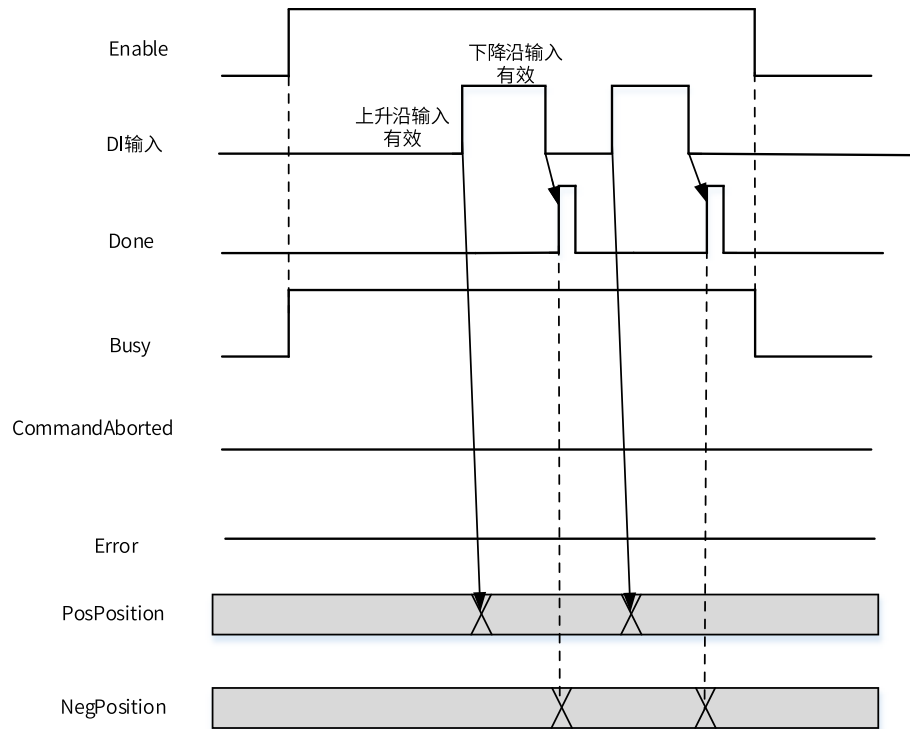 Enable
下降沿输入
有效
上升沿输入
有效
DI输入
Done
Busy
CommandAborted
Error
PosPosition
NegPosition